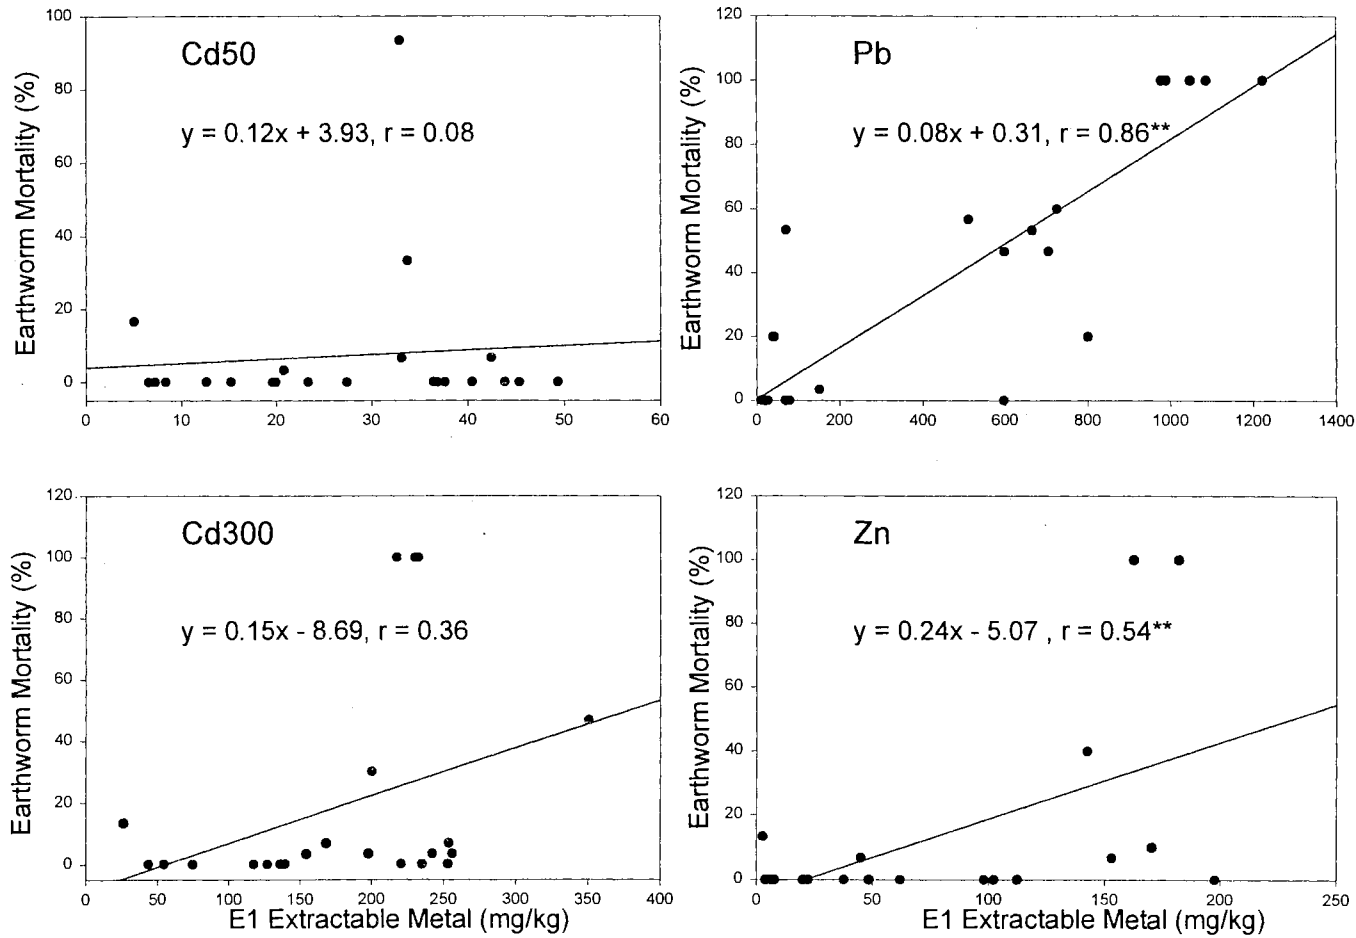 Cd50
y = 0.12x + 3.93, r = 0.08
Earthworm Mortality (%)
100
80
60
40
20
0
0 10 20 30 40 50 60
Pb
y = 0.08x + 0.31, r = 0.86**
Earthworm Mortality (%)
120
100
80
60
40
20
0
0 200 400 600 800 1000 1200 1400
Cd300
y = 0.15x - 8.69, r = 0.36
Earthworm Mortality (%)
120
100
80
60
40
20
0
0 50 100 150 200 250 300 350 400
E1 Extractable Metal (mg/kg)
Zn
y = 0.24x - 5.07 , r = 0.54**
Earthworm Mortality (%)
120
100
80
60
40
20
0
0 50 100 150 200 250
E1 Extractable Metal (mg/kg)